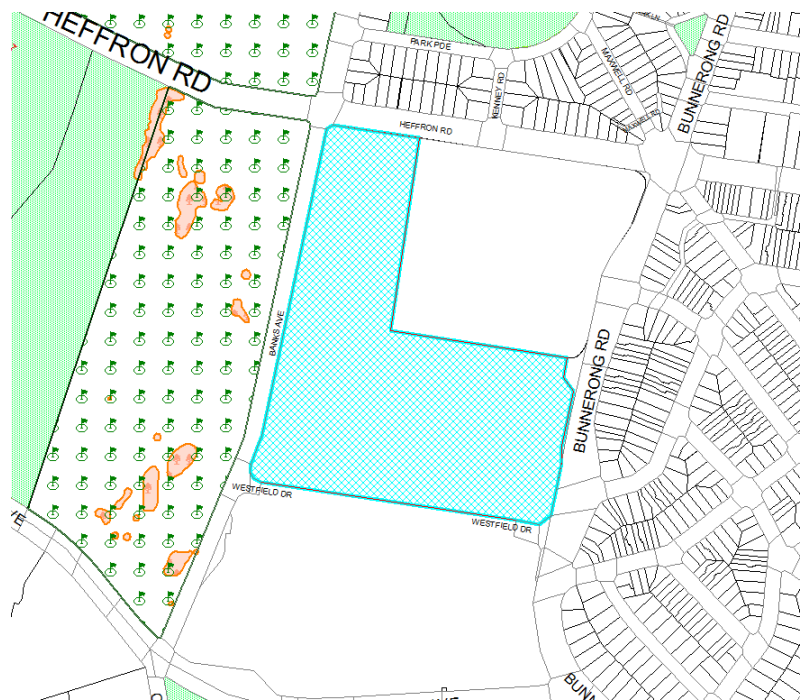 HEFFRON RD
PARK PDE
MAXWELL RD
BUNNERONG RD
KENNEY RD
HEFFRON RD
BANKS AVE
BUNNERONG RD
WESTFIELD DR
WESTFIELD DR